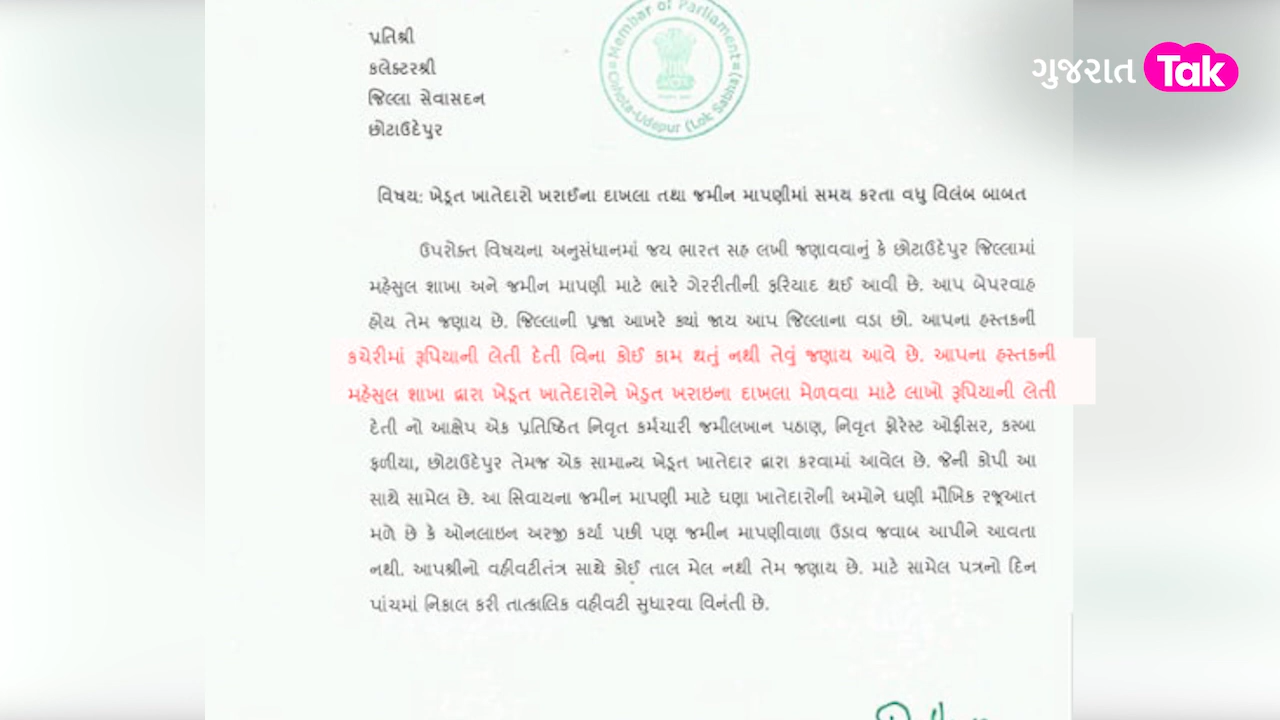 Membar of Parliament
Chhota-Udepur (Lok Sabha)
ગુજરાત Tak
પ્રતિશ્રી
કલેક્ટરશ્રી
જિલ્લા સેવાસદન
છોટાઉદેપુર
વિષય: ખેડૂત ખાતેદારો ખરાઈના દાખલા તથા જમીન માપણીમાં સમય કરતા વધુ વિલંબ બાબત
ઉપરોક્ત વિષયના અનુસંધાનમાં જય ભારત સહ લખી જણાવવાનું કે છોટાઉદેપુર જિલ્લામાં
મહેસુલ શાખા અને જમીન માપણી માટે ભારે ગેરરીતીની ફરિયાદ થઈ આવી છે. આપ બેપરવાહ
હોય તેમ જણાય છે. જિલ્લાની પ્રજા આખરે ક્યાં જાય આપ જિલ્લાના વડા છો. આપના હસ્તકની
કચેરીમાં રૂપિયાની લેતી દેતી વિના કોઈ કામ થતું નથી તેવું જણાય આવે છે. આપના હસ્તકની
મહેસુલ શાખા દ્વારા ખેડૂત ખાતેદારોને ખેડુત ખરાઇના દાખલા મેળવવા માટે લાખો રૂપિયાની લેતી
દેતી નો આક્ષેપ એક પ્રતિષ્ઠિત નિવૃત કર્મચારી જમીલખાન પઠાણ, નિવૃત ફોરેસ્ટ ઓફીસર, કસ્બા
ફળીયા, છોટાઉદેપુર તેમજ એક સામાન્ય ખેડૂત ખાતેદાર દ્વારા કરવામાં આવેલ છે. જેની કોપી આ
સાથે સામેલ છે. આ સિવાયના જમીન માપણી માટે ઘણા ખાતેદારોની અમોને ઘણી મૌખિક રજૂઆત
મળે છે કે ઓનલાઇન અરજી કર્યા પછી પણ જમીન માપણીવાળા ઉડાવ જવાબ આપીને આવતા
નથી. આપશ્રીનો વહીવટીતંત્ર સાથે કોઈ તાલ મેલ નથી તેમ જણાય છે. માટે સામેલ પત્રનો દિન
પાંચમાં નિકાલ કરી તાત્કાલિક વહીવટી સુધારવા વિનંતી છે.